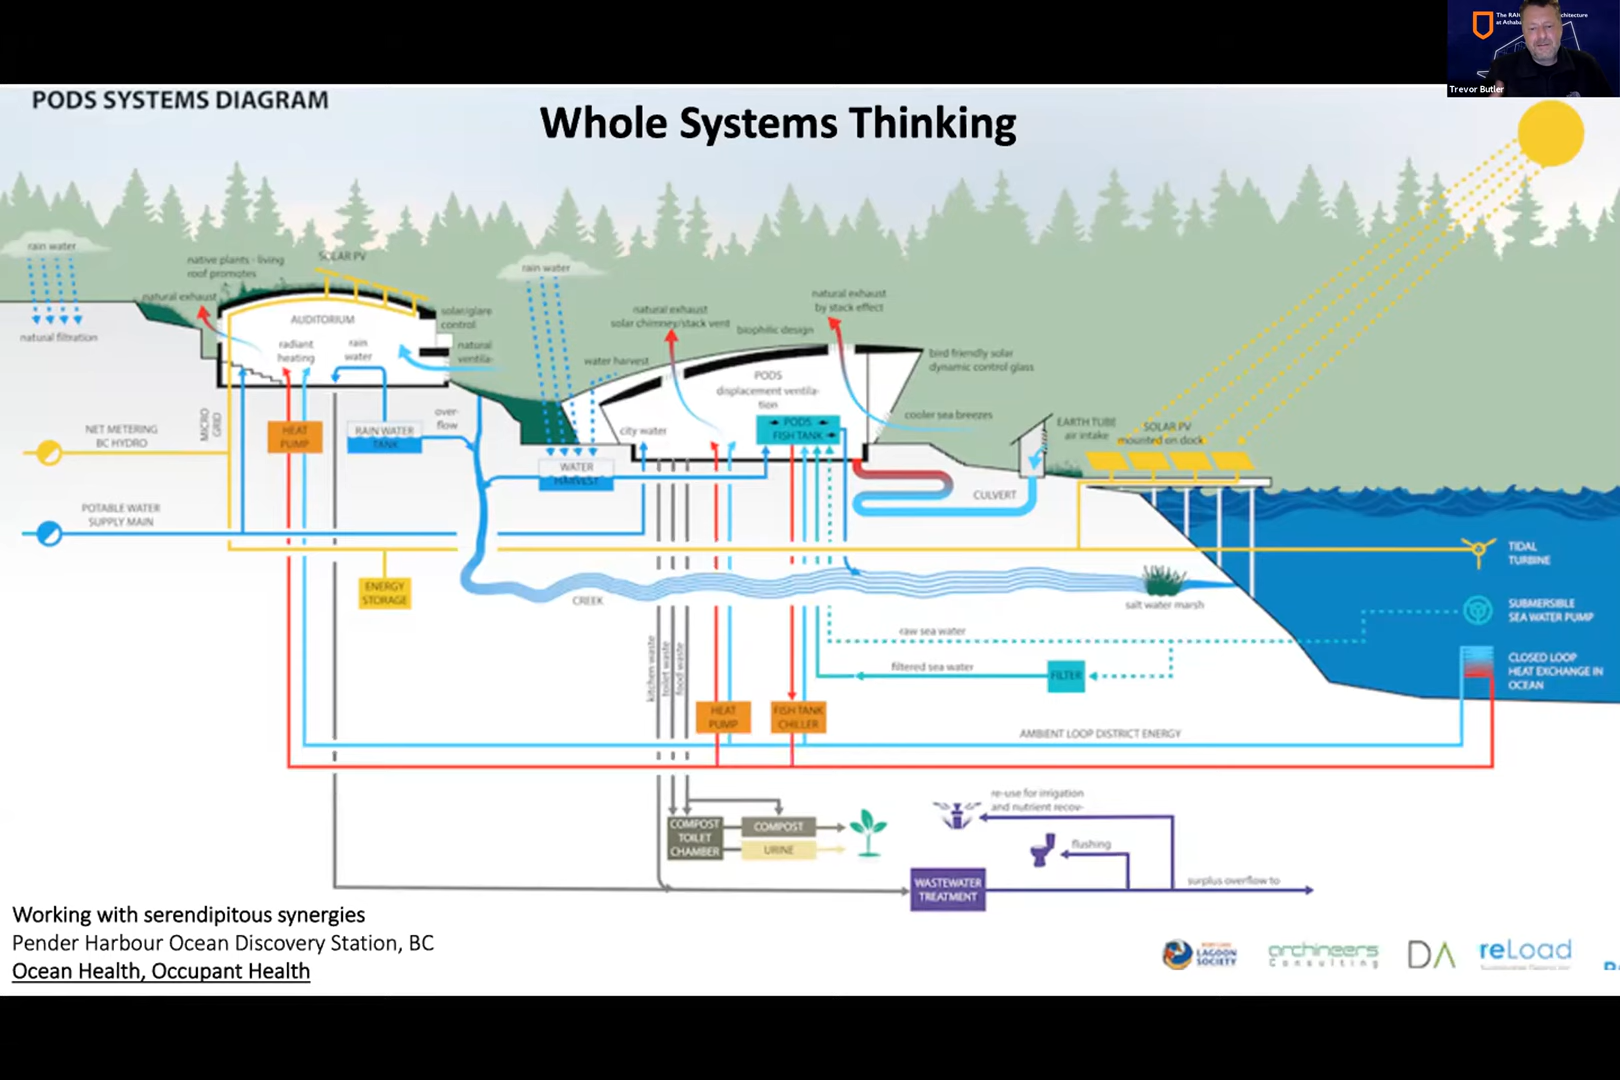 The RAI
chitecture
at Athaba
Trevor Butler
PODS SYSTEMS DIAGRAM
Whole Systems Thinking
rain water
natural filtration
native plants - living
roof promotes
natural exhaust
SOLAR PV
AUDITORIUM
radiant
heating
rain
water
solar/glare
control
natural
ventila-
rain water
natural exhaust
solar chimney/stack vent
water harvest
biophilic design
natural exhaust
by stack effect
bird friendly solar
dynamic control glass
PODS
displacement ventila-
tion
PODS
FISH TANK
cooler sea breezes
city water
EARTH TUBE
air intake
SOLAR PV
mounted on dock
NET METERING
BC HYDRO
MICRO
GRID
HEAT
PUMP
RAIN WATER
TANK
over-
flow
WATER
HARVEST
CULVERT
POTABLE WATER
SUPPLY MAIN
ENERGY
STORAGE
CREEK
salt water marsh
TIDAL
TURBINE
SUBMERSIBLE
SEA WATER PUMP
CLOSED LOOP
HEAT EXCHANGE IN
OCEAN
raw sea water
filtered sea water
FILTER
kitchen waste
toilet waste
food waste
HEAT
PUMP
FISH TANK
CHILLER
AMBIENT LOOP DISTRICT ENERGY
COMPOST
TOILET
CHAMBER
COMPOST
URINE
re-use for irrigation
and nutrient recov-
flushing
WASTEWATER
TREATMENT
surplus overflow to
Working with serendipitous synergies
Pender Harbour Ocean Discovery Station, BC
Ocean Health, Occupant Health
LAGOON
SOCIETY
archineers
Consulting
DA
reLoad